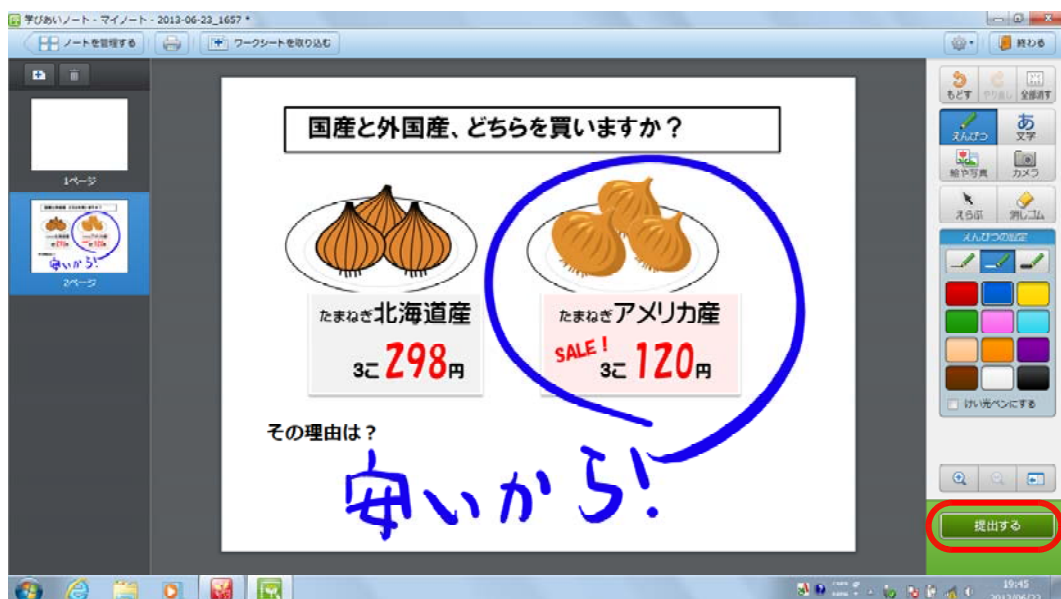 学びあいノート - マイノート - 2013-06-23_1657 *
ノートを管理する
ワークシートを取り込む
終わる
もどす
やり直し
全部消す
えんぴつ
文字
絵や写真
カメラ
えらぶ
消しゴム
えんぴつの設定
けい光ペンにする
提出する
1ページ
2ページ
国産と外国産、どちらを買いますか？
たまねぎ北海道産
3こ 298円
たまねぎアメリカ産
SALE！
3こ 120円
その理由は？
安いから!
19:45
2013/06/23